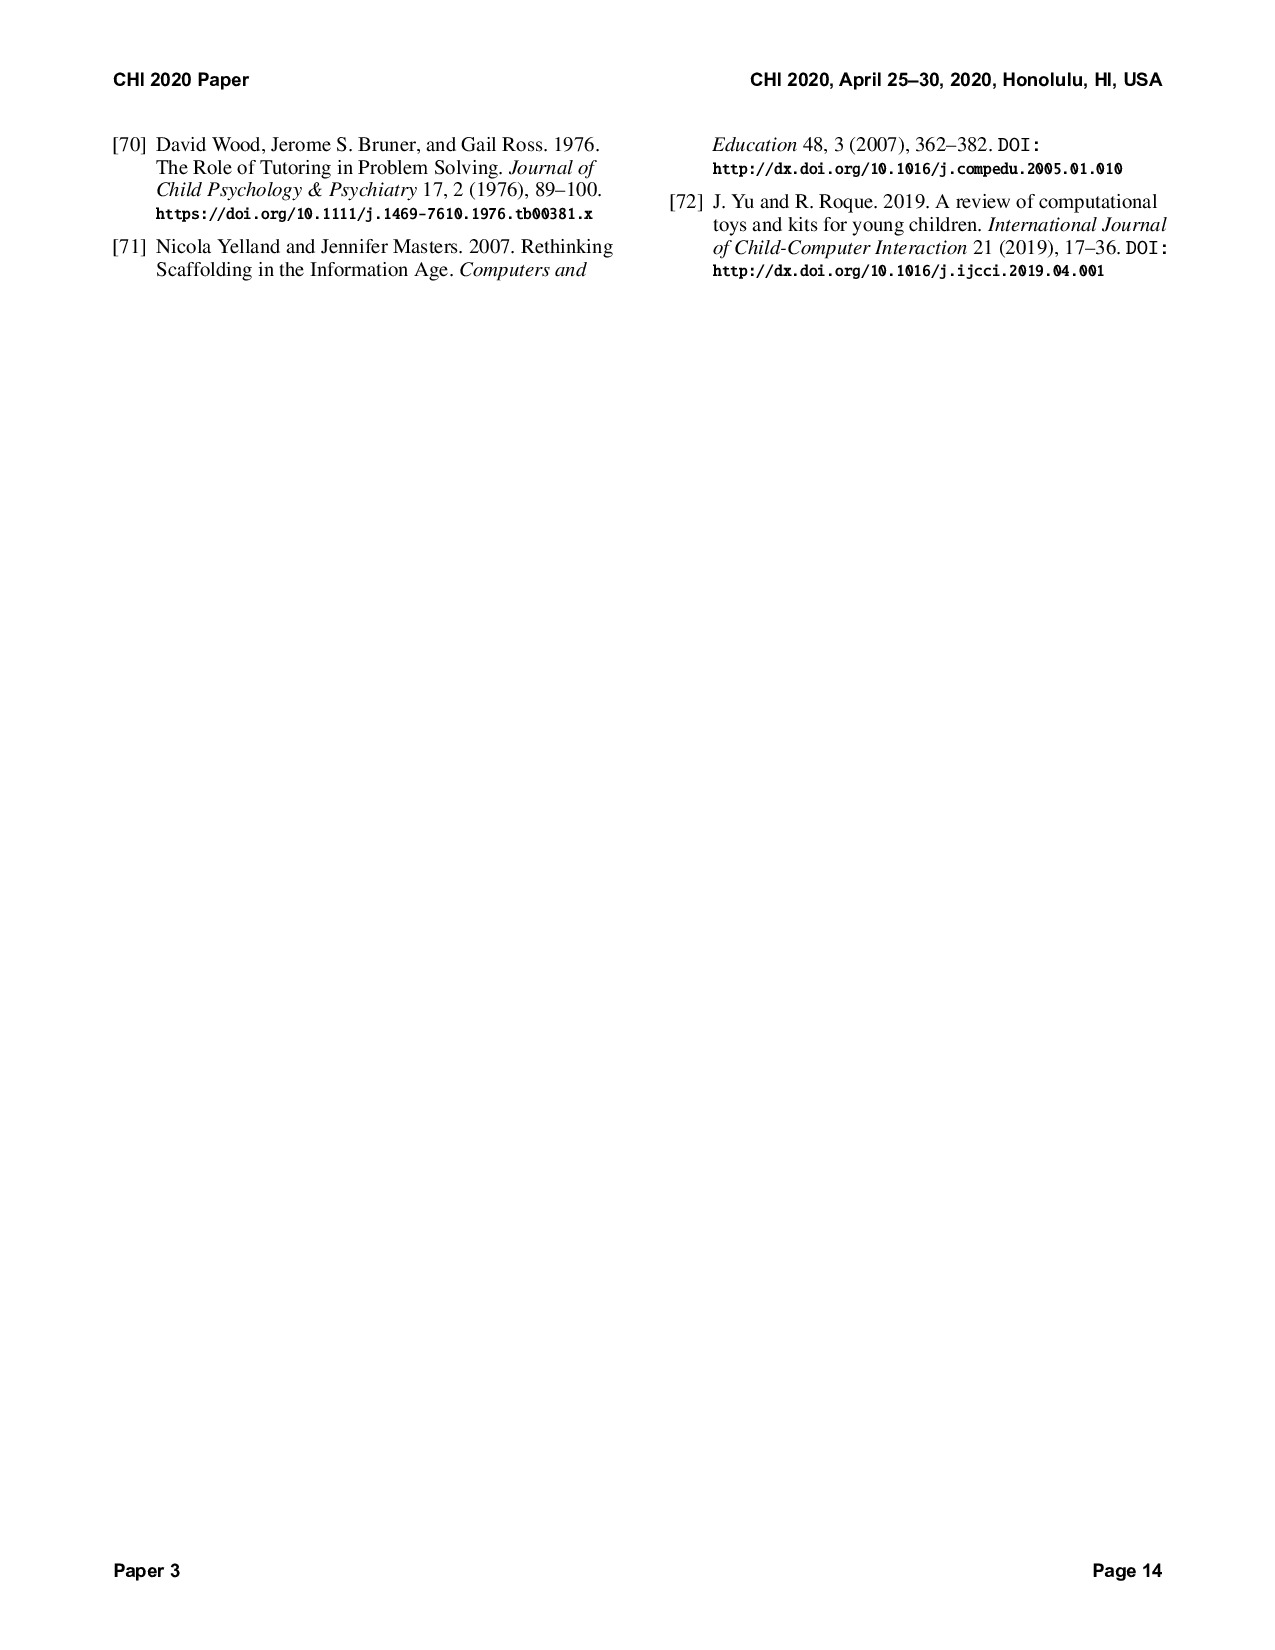 CHI 2020 Paper
CHI 2020, April 25–30, 2020, Honolulu, HI, USA
[70] David Wood, Jerome S. Bruner, and Gail Ross. 1976.
The Role of Tutoring in Problem Solving. Journal of
Child Psychology & Psychiatry 17, 2 (1976), 89–100.
https://doi.org/10.1111/j.1469-7610.1976.tb00381.x
[71] Nicola Yelland and Jennifer Masters. 2007. Rethinking
Scaffolding in the Information Age. Computers and
Education 48, 3 (2007), 362–382. DOI:
http://dx.doi.org/10.1016/j.compedu.2005.01.010
[72] J. Yu and R. Roque. 2019. A review of computational
toys and kits for young children. International Journal
of Child-Computer Interaction 21 (2019), 17–36. DOI:
http://dx.doi.org/10.1016/j.ijcci.2019.04.001
Paper 3
Page 14